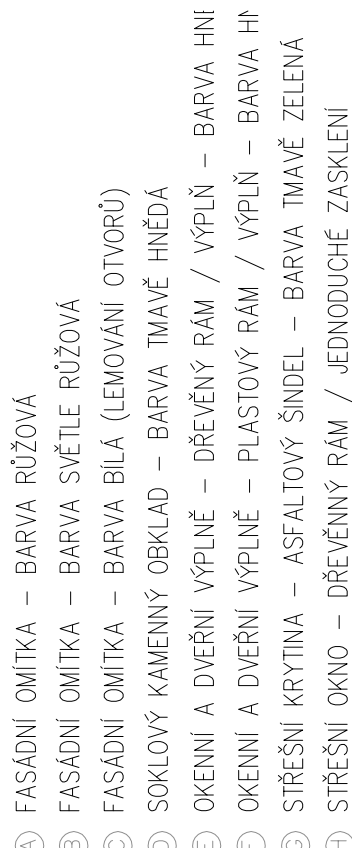 A FASÁDNÍ OMÍTKA – BARVA RŮŽOVÁ
B FASÁDNÍ OMÍTKA – BARVA SVĚTLE RŮŽOVÁ
C FASÁDNÍ OMÍTKA – BARVA BÍLÁ (LEMOVÁNÍ OTVORŮ)
D SOKLOVÝ KAMENNÝ OBKLAD – BARVA TMAVĚ HNĚDÁ
E OKENNÍ A DVEŘNÍ VÝPLNĚ – DŘEVĚNÝ RÁM / VÝPLŇ – BARVA
F OKENNÍ A DVEŘNÍ VÝPLNĚ – PLASTOVÝ RÁM / VÝPLŇ – BARVA
G STŘEŠNÍ KRYTINA – ASFALTOVÝ ŠINDEL – BARVA TMAVĚ ZELENÁ
H STŘEŠNÍ OKNO – DŘEVĚNNÝ RÁM / JEDNODUCHÉ ZASKLENÍ